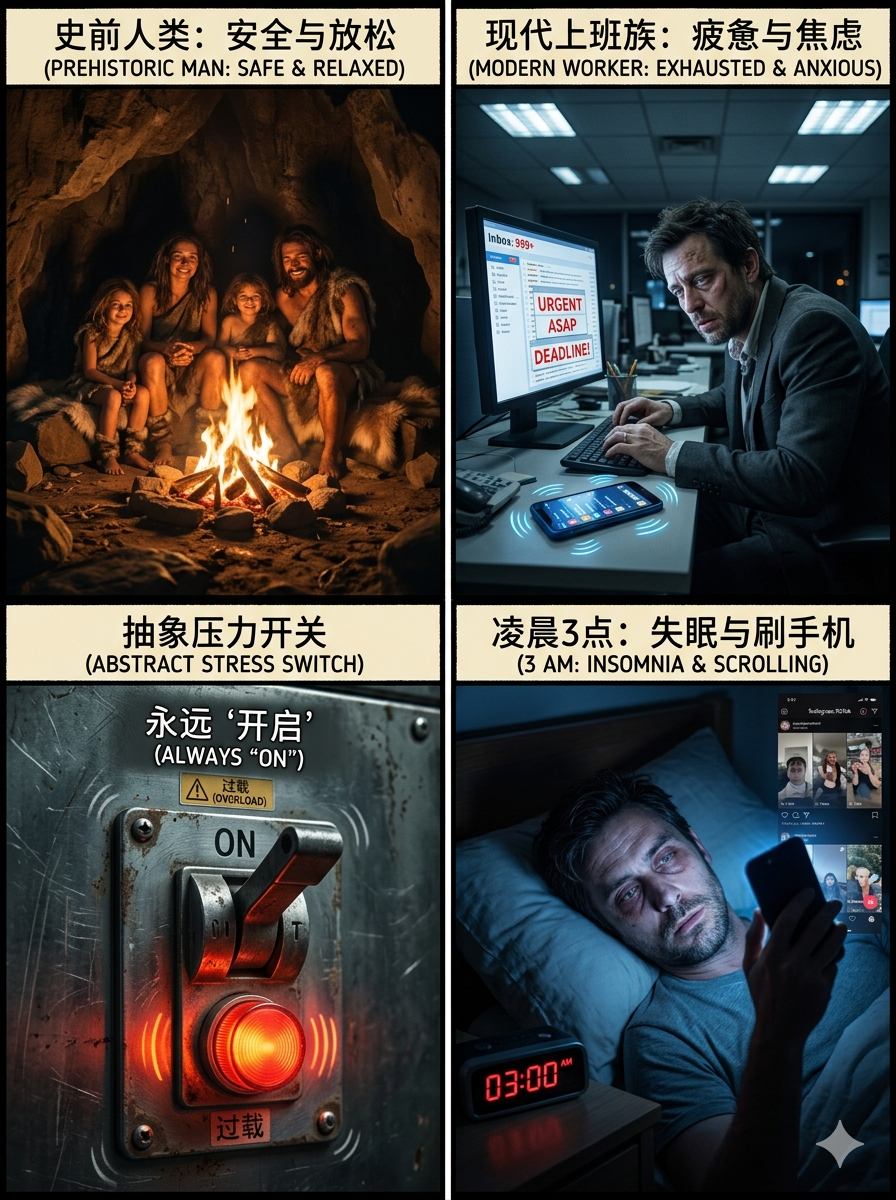 史前人类：安全与放松
(PREHISTORIC MAN: SAFE & RELAXED)
现代上班族：疲惫与焦虑
(MODERN WORKER: EXHAUSTED & ANXIOUS)
Inbox: 999+
URGENT
ASAP
DEADLINE!
抽象压力开关
(ABSTRACT STRESS SWITCH)
永远‘开启’
(ALWAYS “ON”)
过载
(OVERLOAD)
ON
过载
凌晨3点：失眠与刷手机
(3 AM: INSOMNIA & SCROLLING)
03:00 AM